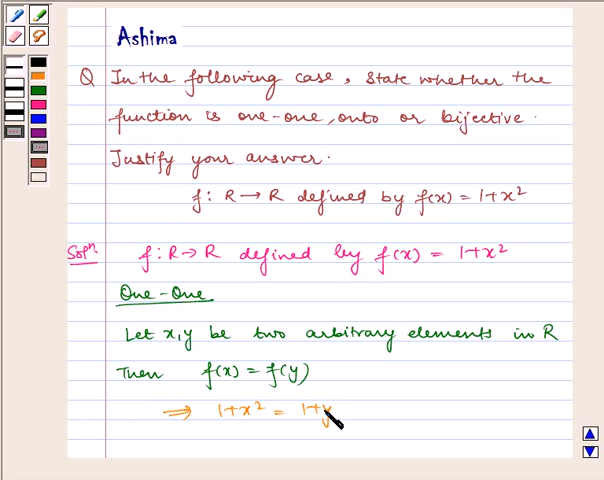 Ashima
Q In the following case, state whether the
function is one-one, onto or bijective.
Justify your answer.
f: R→R defined by f(x) = 1+x²
Solⁿ. f: R→R defined by f(x) = 1+x²
One-One
Let x,y be two arbitrary elements in R
Then f(x) = f(y)
⇒ 1+x² = 1+y